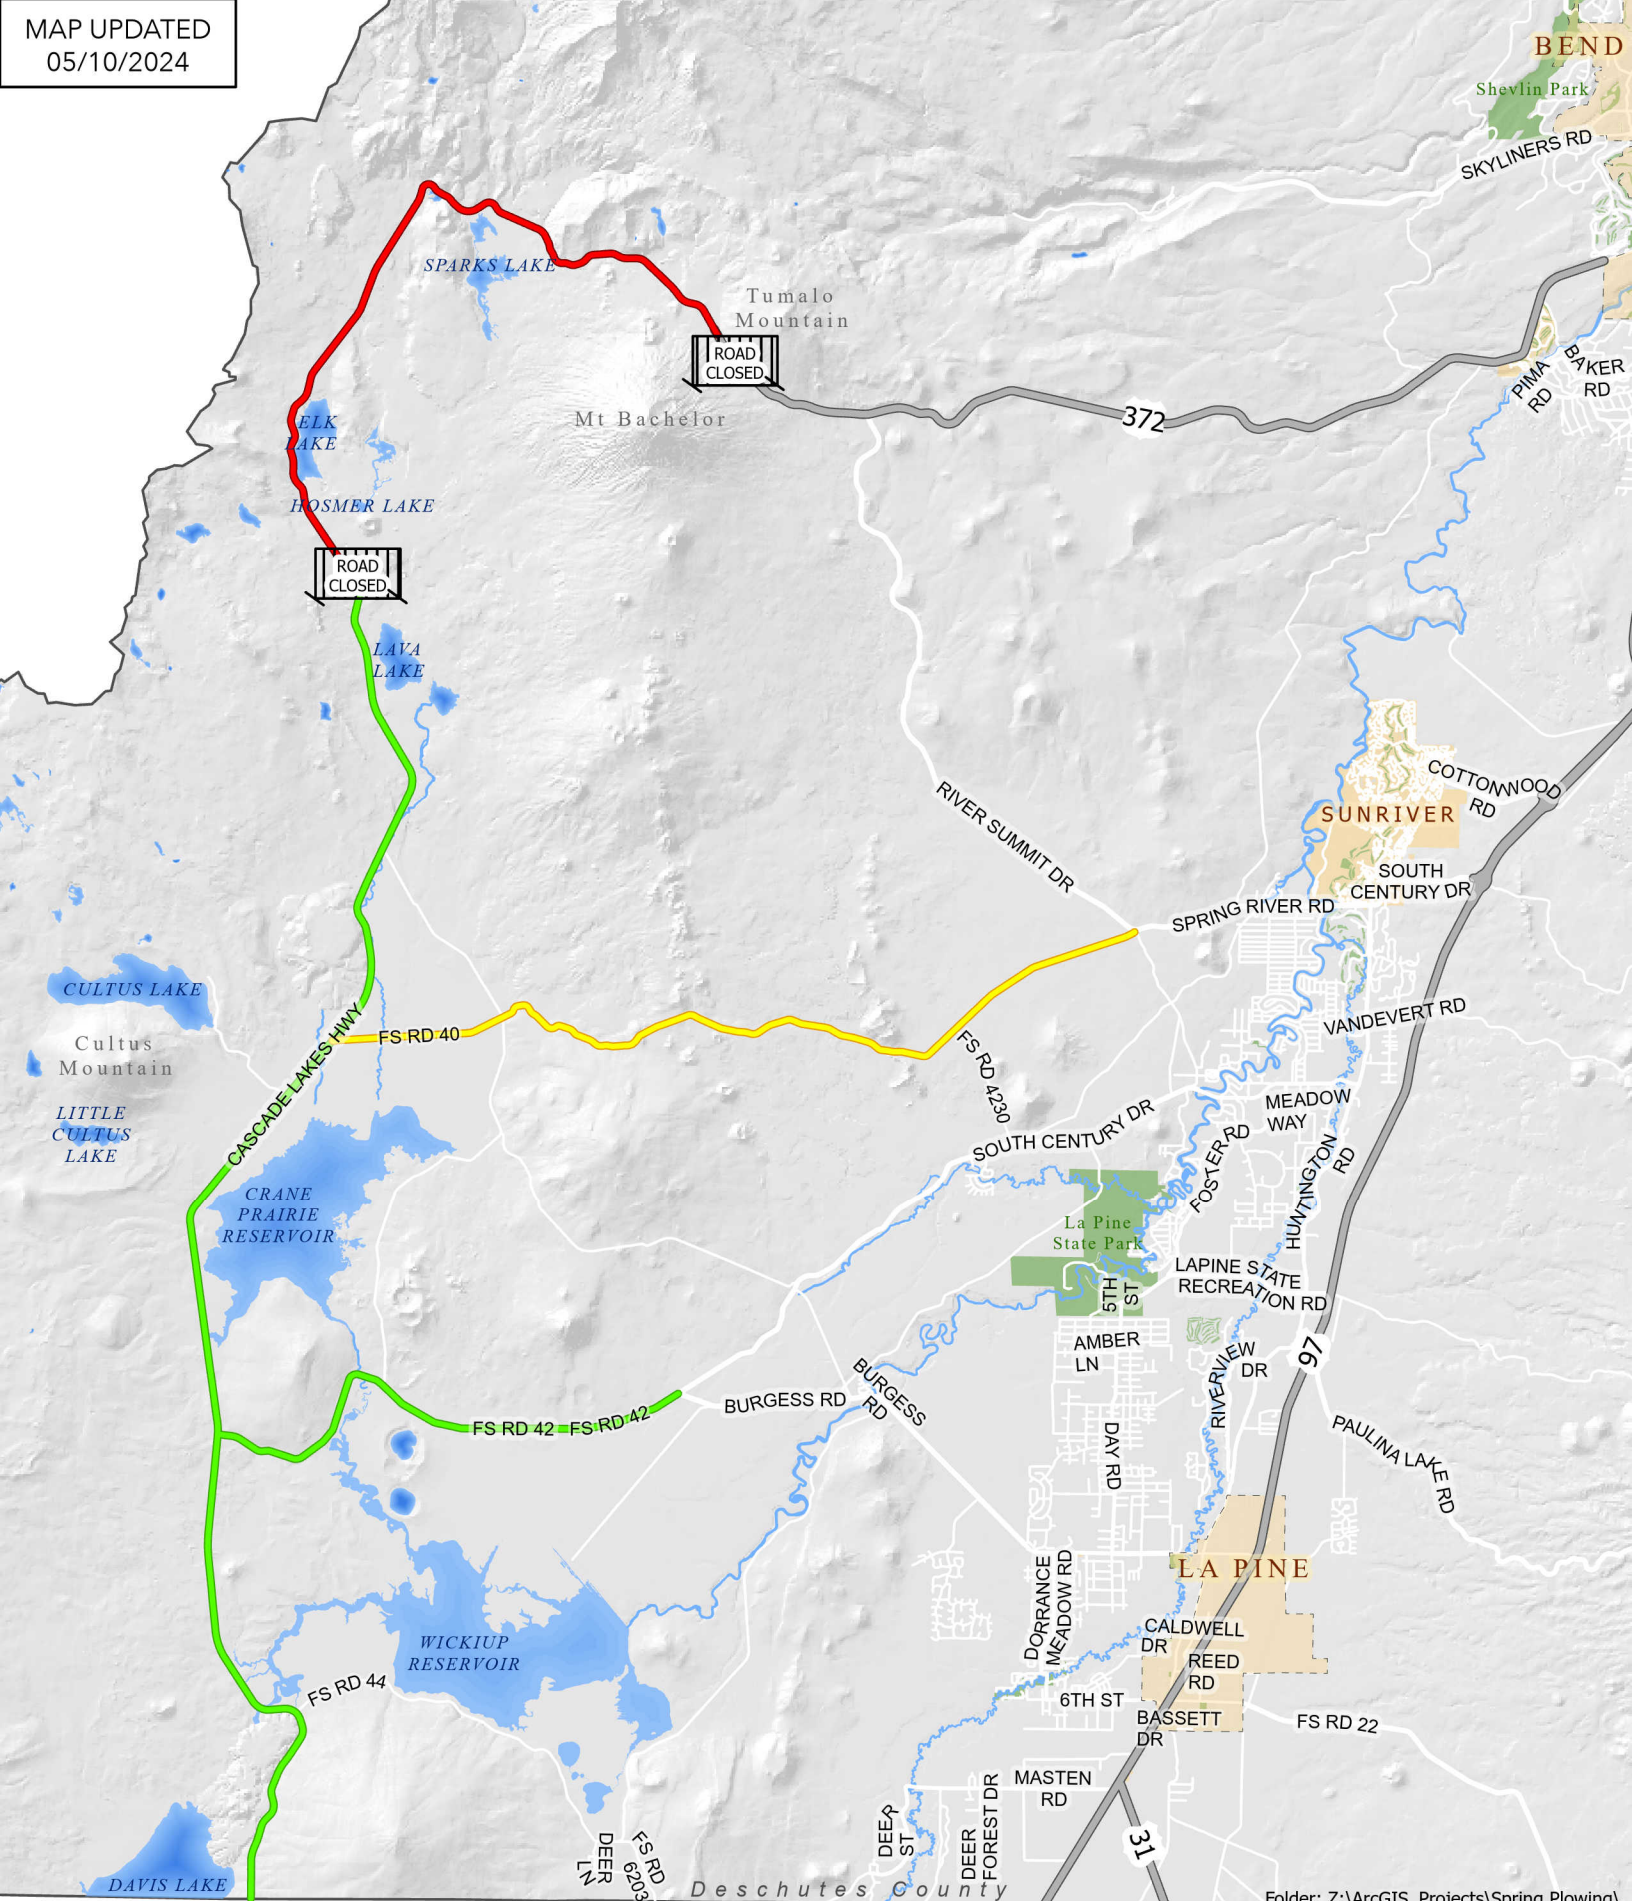 MAP UPDATED
05/10/2024
BEND
Shevlin Park
SKYLINERS RD
SPARKS LAKE
Tumalo
Mountain
ROAD
CLOSED
PIMA
RD
BAKER
RD
372
Mt Bachelor
ELK
LAKE
HOSMER LAKE
ROAD
CLOSED
LAVA
LAKE
COTTONWOOD
RD
SUNRIVER
RIVER SUMMIT DR
SOUTH
CENTURY DR
SPRING RIVER RD
CULTUS LAKE
VANDEVERT RD
Cultus
Mountain
CASCADE LAKES HWY
FS RD 40
FS RD 4230
LITTLE
CULTUS
LAKE
MEADOW
WAY
SOUTH CENTURY DR
FOSTER RD
HUNTINGTON
RD
CRANE
PRAIRIE
RESERVOIR
La Pine
State Park
LAPINE STATE
RECREATION RD
5TH
ST
AMBER
LN
RIVERVIEW
DR
97
BURGESS RD
BURGESS
RD
FS RD 42
FS RD 42
DAY RD
PAULINA LAKE RD
LA PINE
DORRANCE
MEADOW RD
CALDWELL
DR
WICKIUP
RESERVOIR
REED
RD
FS RD 44
6TH ST
BASSETT
DR
FS RD 22
MASTEN
RD
DEER
ST
DEER
FOREST DR
31
DEER
LN
FS RD
6203
DAVIS LAKE
Deschutes County
Folder: Z:\ArcGIS_Projects\Spring Plowing\